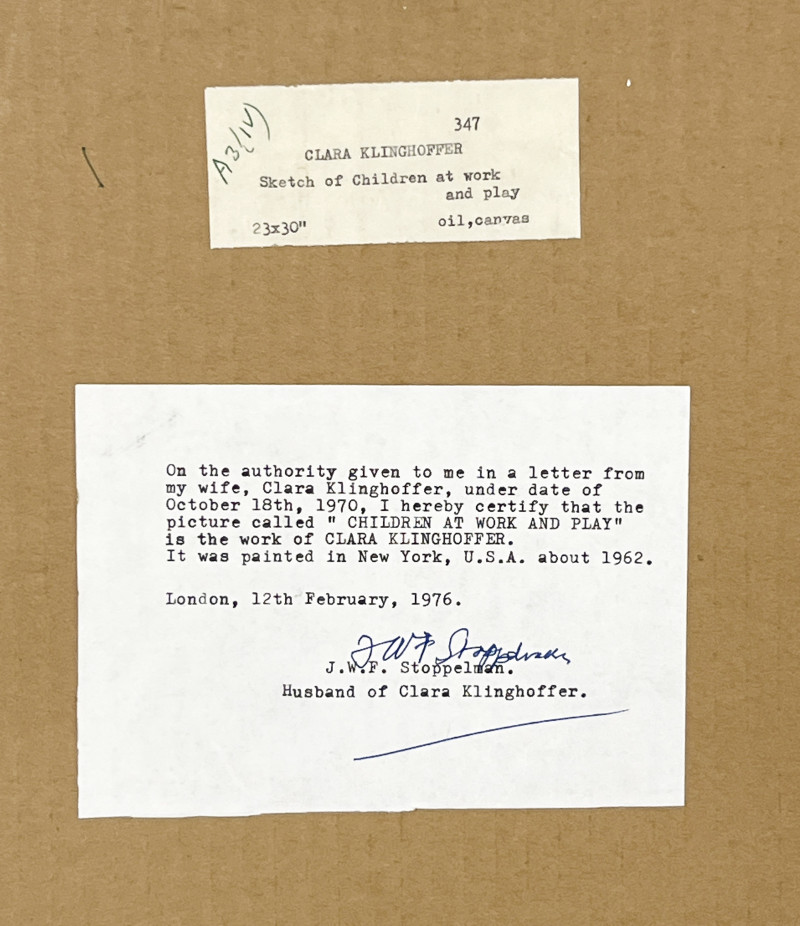 A3(IV)
347
CLARA KLINGHOFFER
Sketch of Children at work
and play
23x30"
oil,canvas
On the authority given to me in a letter from
my wife, Clara Klinghoffer, under date of
October 18th, 1970, I hereby certify that the
picture called " CHILDREN AT WORK AND PLAY"
is the work of CLARA KLINGHOFFER.
It was painted in New York, U.S.A. about 1962.
London, 12th February, 1976.
J W F Stoppelman
J.W.F. Stoppelman.
Husband of Clara Klinghoffer.